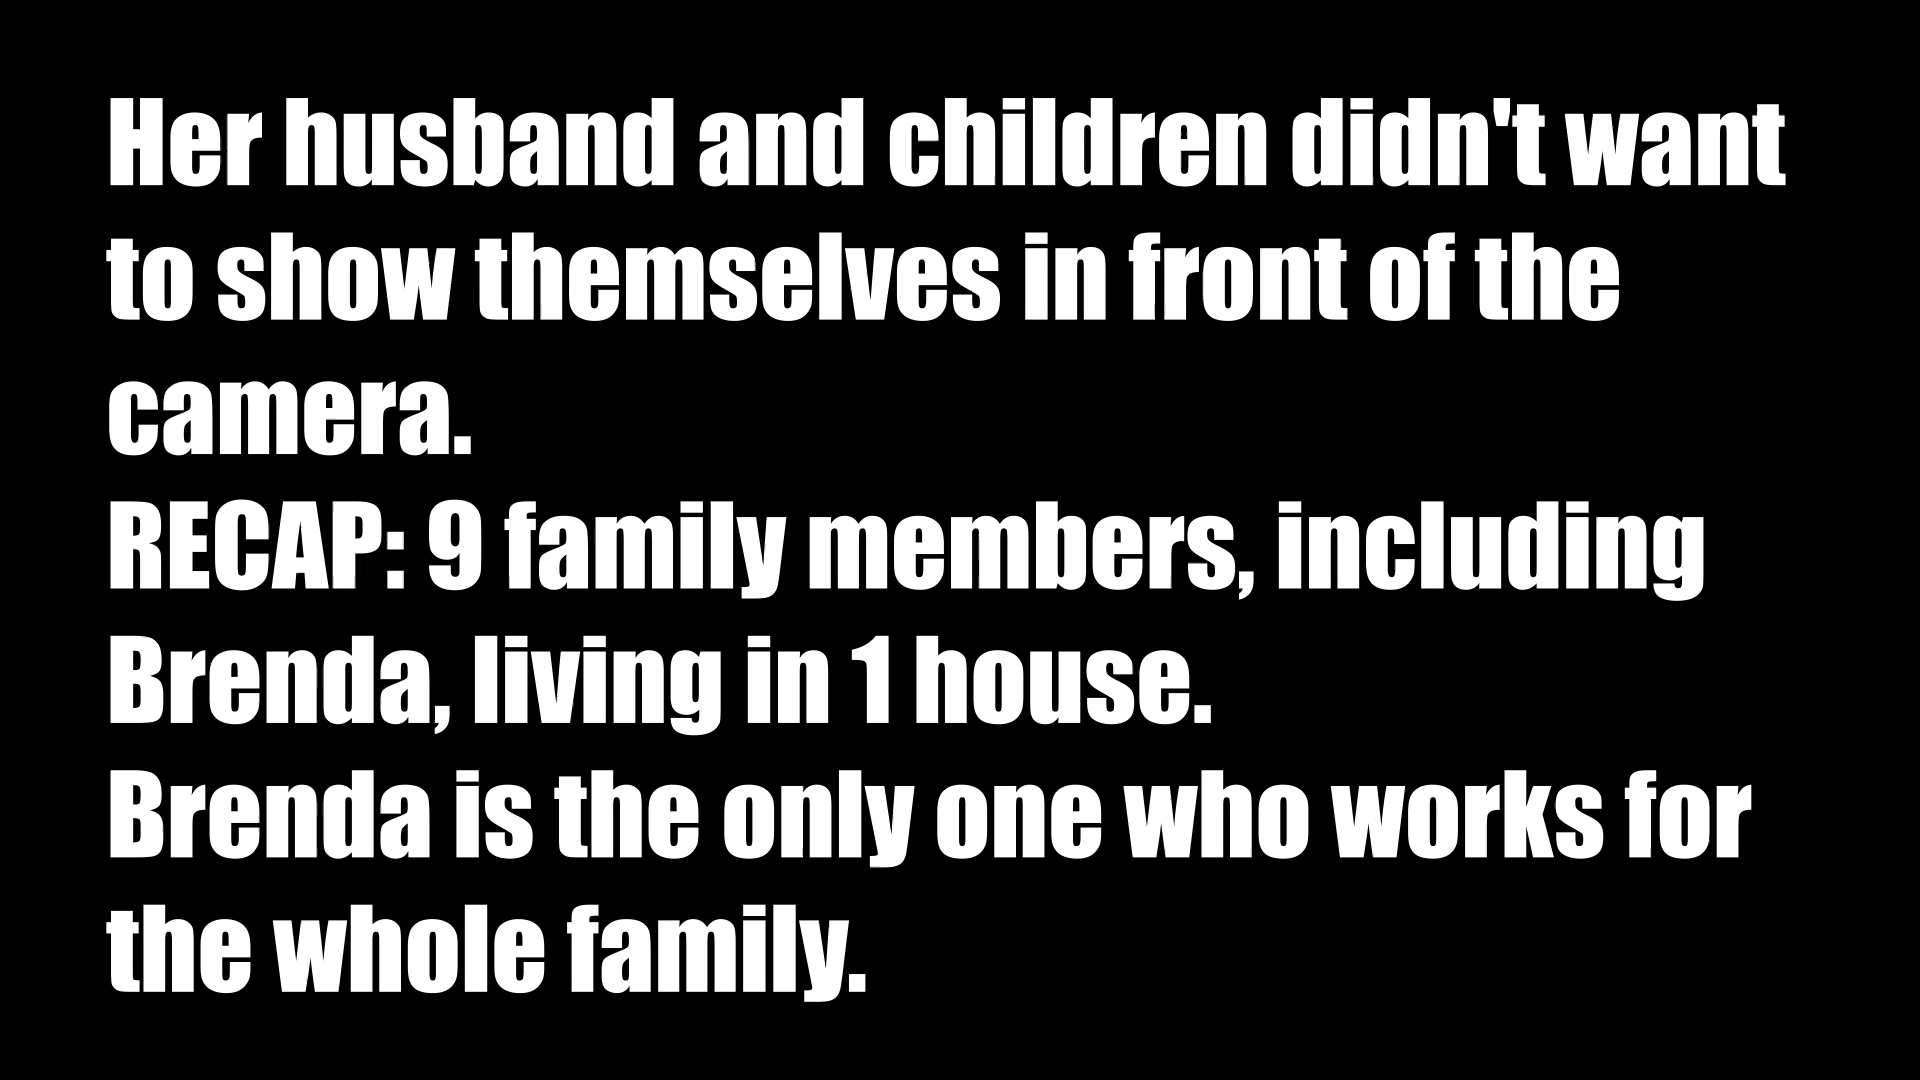 Her husband and children didn't want
to show themselves in front of the
camera.
RECAP: 9 family members, including
Brenda, living in 1 house.
Brenda is the only one who works for
the whole family.